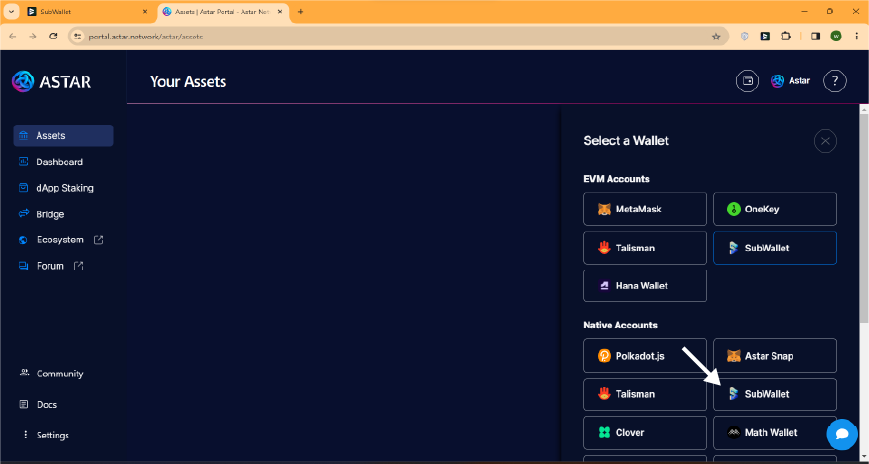 SubWallet
Assets | Astar Portal - Astar Net
portal.astar.network/astar/assets
W
ASTAR
Your Assets
Astar
?
Assets
Dashboard
dApp Staking
Bridge
Ecosystem
Forum
Community
Docs
Settings
Select a Wallet
EVM Accounts
MetaMask
OneKey
Talisman
SubWallet
Hana Wallet
Native Accounts
Polkadot.js
Astar Snap
Talisman
SubWallet
Clover
Math Wallet